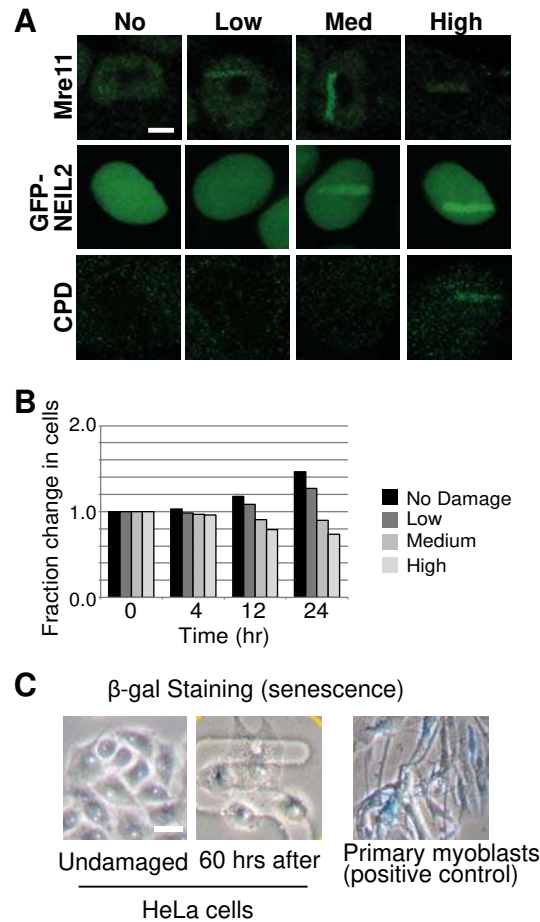 A
No Low Med High
Mre11
GFP-
NEIL2
CPD
B
Fraction change in cells
2.0
1.0
0.0
0 4 12 24
Time (hr)
No Damage
Low
Medium
High
C
β-gal Staining (senescence)
Undamaged 60 hrs after
HeLa cells
Primary myoblasts
(positive control)